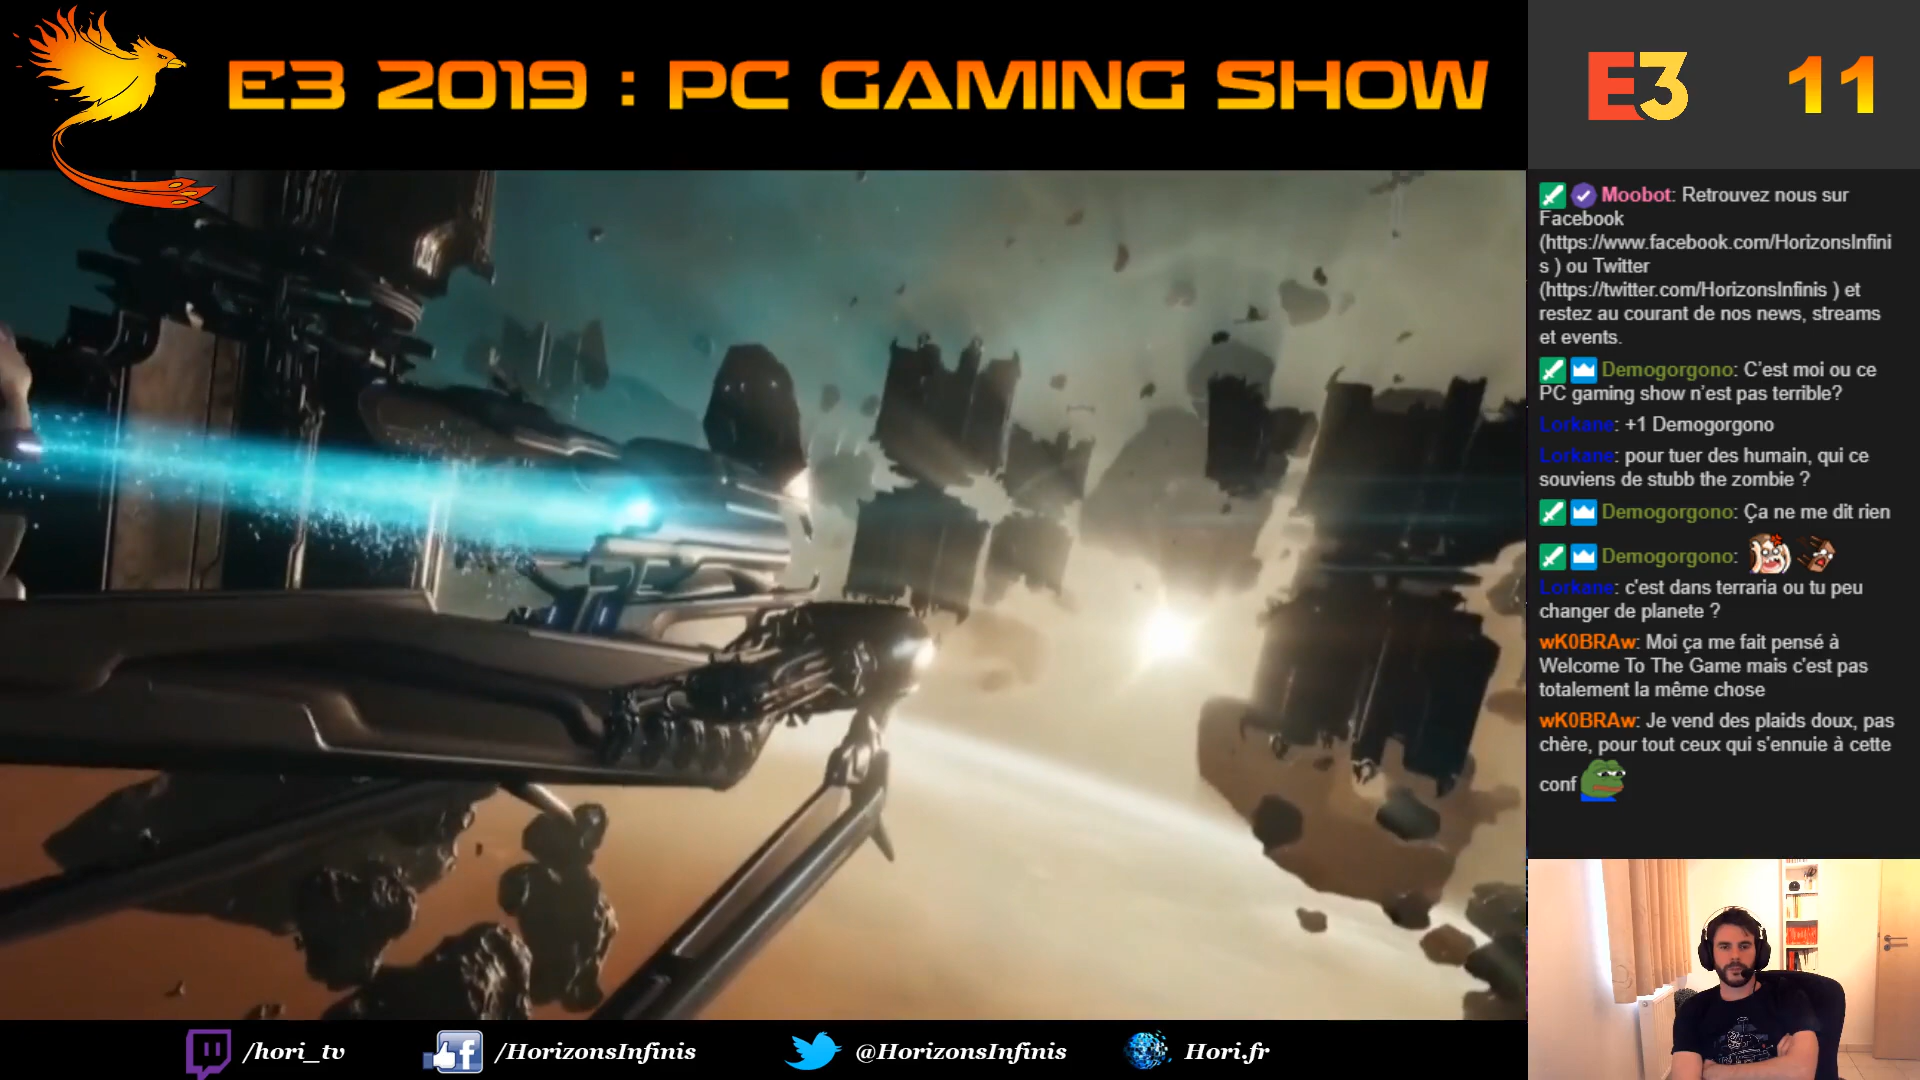 E3 2019 : PC GAMING SHOW
E3
11
Moobot: Retrouvez nous sur
Facebook
(https://www.facebook.com/HorizonsInfini
s ) ou Twitter
(https://twitter.com/HorizonsInfinis ) et
restez au courant de nos news, streams
et events.
Demogorgono: C'est moi ou ce
PC gaming show n'est pas terrible?
Lorkane: +1 Demogorgono
Lorkane: pour tuer des humain, qui ce
souviens de stubb the zombie ?
Demogorgono: Ça ne me dit rien
Demogorgono:
Lorkane: c'est dans terraria ou tu peu
changer de planete ?
wK0BRAw: Moi ça me fait pensé à
Welcome To The Game mais c'est pas
totalement la même chose
wK0BRAw: Je vend des plaids doux, pas
chère, pour tout ceux qui s'ennuie à cette
conf
/hori_tv
/HorizonsInfinis
@HorizonsInfinis
Hori.fr